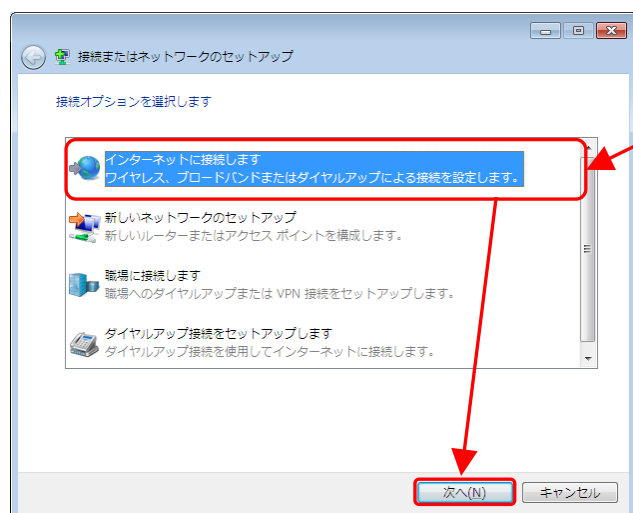 接続またはネットワークのセットアップ
接続オプションを選択します
インターネットに接続します
ワイヤレス、ブロードバンドまたはダイヤルアップによる接続を設定します。
新しいネットワークのセットアップ
新しいルーターまたはアクセス ポイントを構成します。
職場に接続します
職場へのダイヤルアップまたは VPN 接続をセットアップします。
ダイヤルアップ接続をセットアップします
ダイヤルアップ接続を使用してインターネットに接続します。
次へ(N)
キャンセル